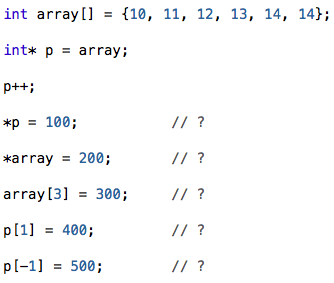 int array[] = {10, 11, 12, 13, 14, 14};
int* p = array;
p++;
*p = 100; // ?
*array = 200; // ?
array[3] = 300; // ?
p[1] = 400; // ?
p[-1] = 500; // ?